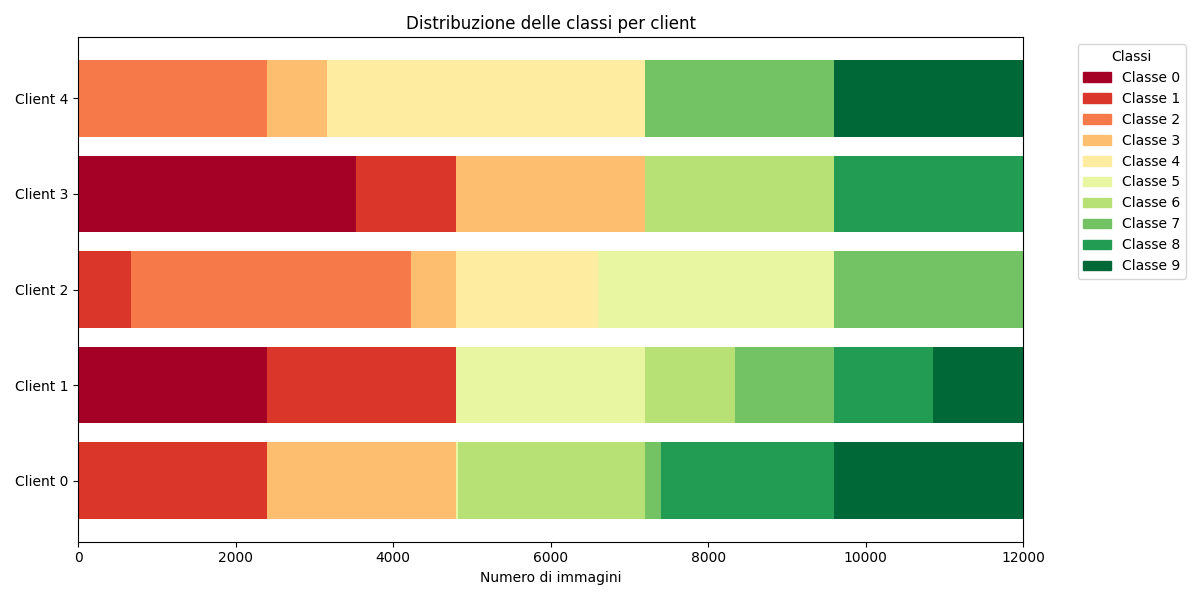 Distribuzione delle classi per client
Client 4
Client 3
Client 2
Client 1
Client 0
0 2000 4000 6000 8000 10000 12000
Numero di immagini
Classi
Classe 0
Classe 1
Classe 2
Classe 3
Classe 4
Classe 5
Classe 6
Classe 7
Classe 8
Classe 9